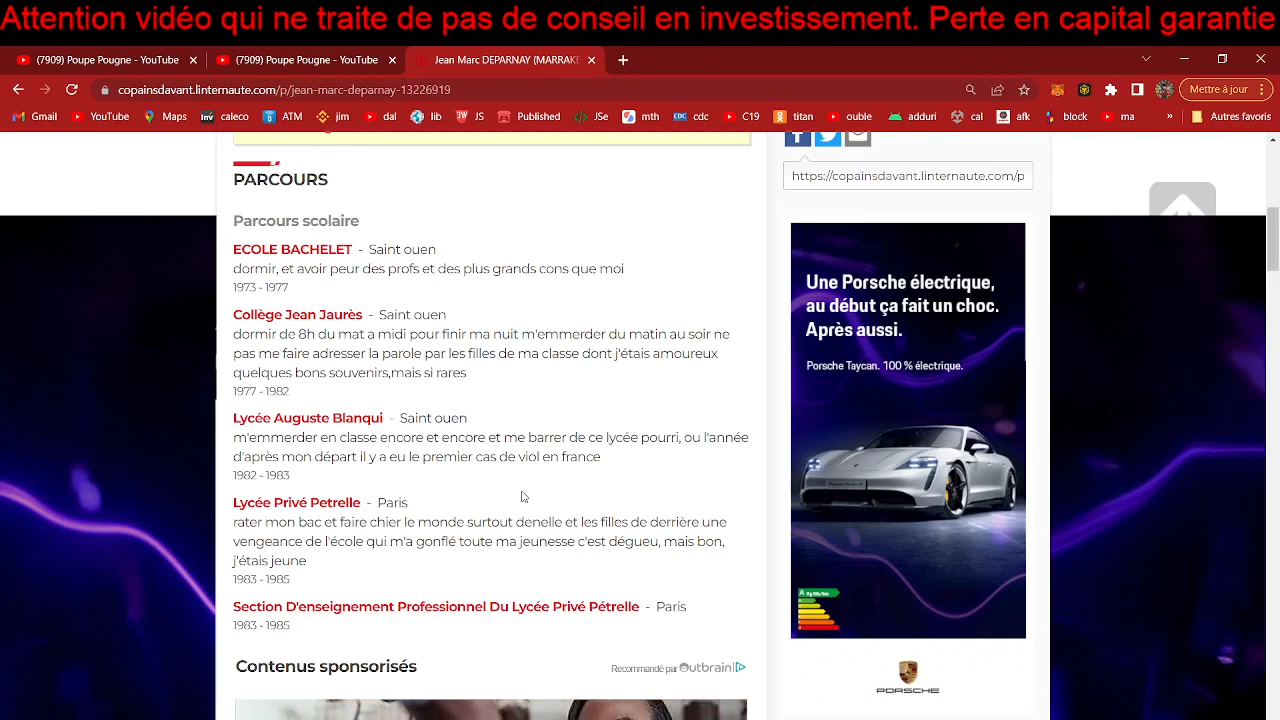 Attention vidéo qui ne traite de pas de conseil en investissement. Perte en capital garantie
(7909) Poupe Pougne - YouTube
(7909) Poupe Pougne - YouTube
Jean Marc DEPARNAY (MARRAKE
copainsdavant.linternaute.com/p/jean-marc-deparnay-13226919
Mettre à jour
Gmail YouTube Maps caleco ATM jim dal lib JS Published JSe mth cdc C19 titan ouble adduri cal afk block ma » Autres favoris
https://copainsdavant.linternaute.com/p
PARCOURS
Parcours scolaire
ECOLE BACHELET - Saint ouen
dormir, et avoir peur des profs et des plus grands cons que moi
1973 - 1977
Collège Jean Jaurès - Saint ouen
dormir de 8h du mat a midi pour finir ma nuit m'emmerder du matin au soir ne
pas me faire adresser la parole par les filles de ma classe dont j'étais amoureux
quelques bons souvenirs,mais si rares
1977 - 1982
Lycée Auguste Blanqui - Saint ouen
m'emmerder en classe encore et encore et me barrer de ce lycée pourri, ou l'année
d'après mon départ il y a eu le premier cas de viol en france
1982 - 1983
Lycée Privé Petrelle - Paris
rater mon bac et faire chier le monde surtout denelle et les filles de derrière une
vengeance de l'école qui m'a gonflé toute ma jeunesse c'est dégueu, mais bon,
j'étais jeune
1983 - 1985
Section D'enseignement Professionnel Du Lycée Privé Pétrelle - Paris
1983 - 1985
Contenus sponsorisés
Recommandé par Outbrain
Une Porsche électrique,
au début ça fait un choc.
Après aussi.
Porsche Taycan. 100 % électrique.
A
PORSCHE